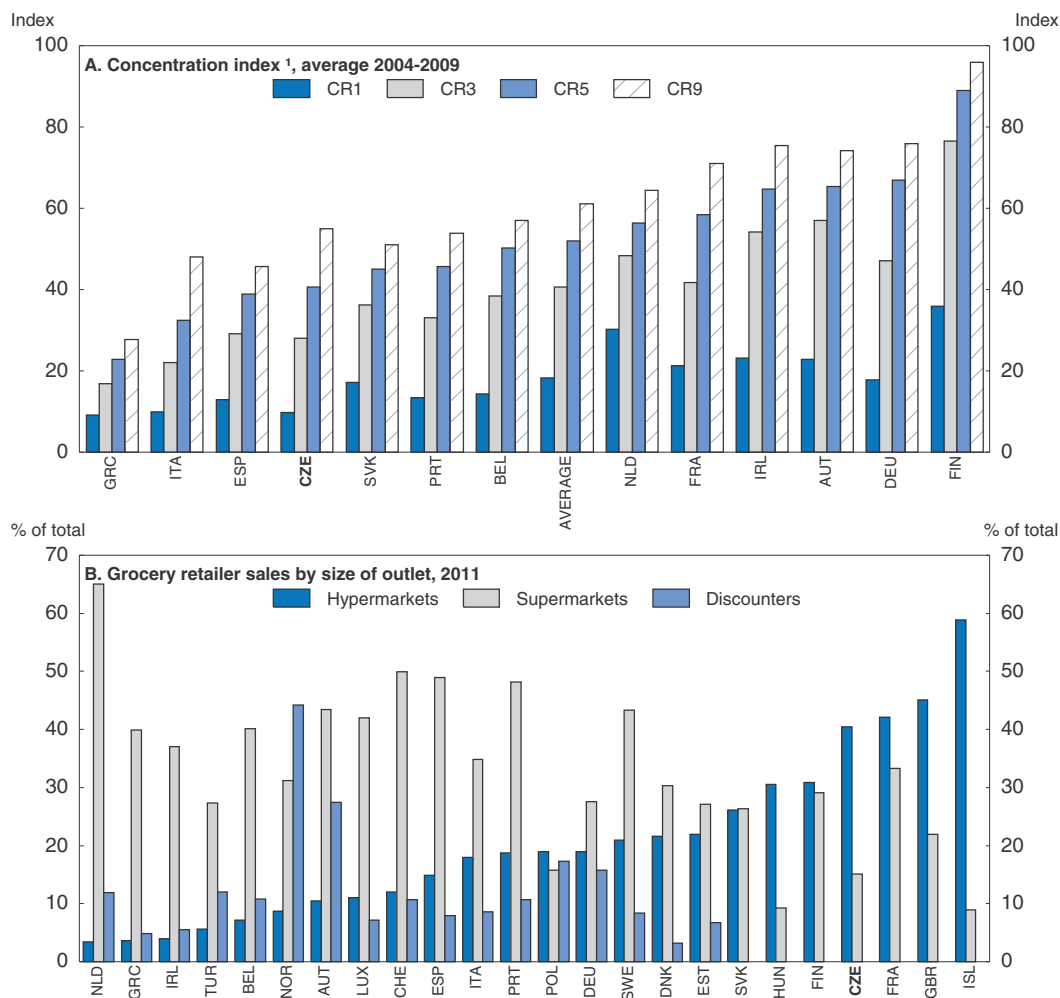 Index Index
A. Concentration index ¹, average 2004-2009
CR1 CR3 CR5 CR9
100 100
80 80
60 60
40 40
20 20
0 0
GRC ITA ESP CZE SVK PRT BEL AVERAGE NLD FRA IRL AUT DEU FIN
% of total % of total
B. Grocery retailer sales by size of outlet, 2011
Hypermarkets Supermarkets Discounters
70 70
60 60
50 50
40 40
30 30
20 20
10 10
0 0
NLD GRC IRL TUR BEL NOR AUT LUX CHE ESP ITA PRT POL DEU SWE DNK EST SVK HUN FIN CZE FRA GBR ISL